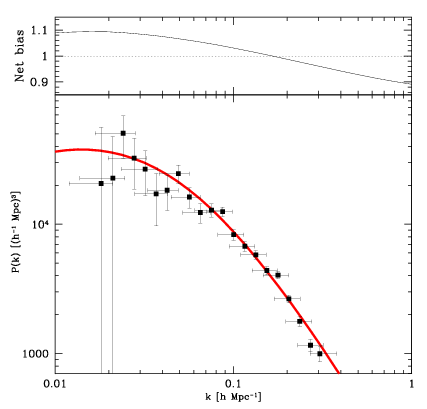 1.1
1
0.9
Net bias
10⁴
1000
P(k) [(h⁻¹ Mpc)³]
0.01 0.1 1
k [h Mpc⁻¹]